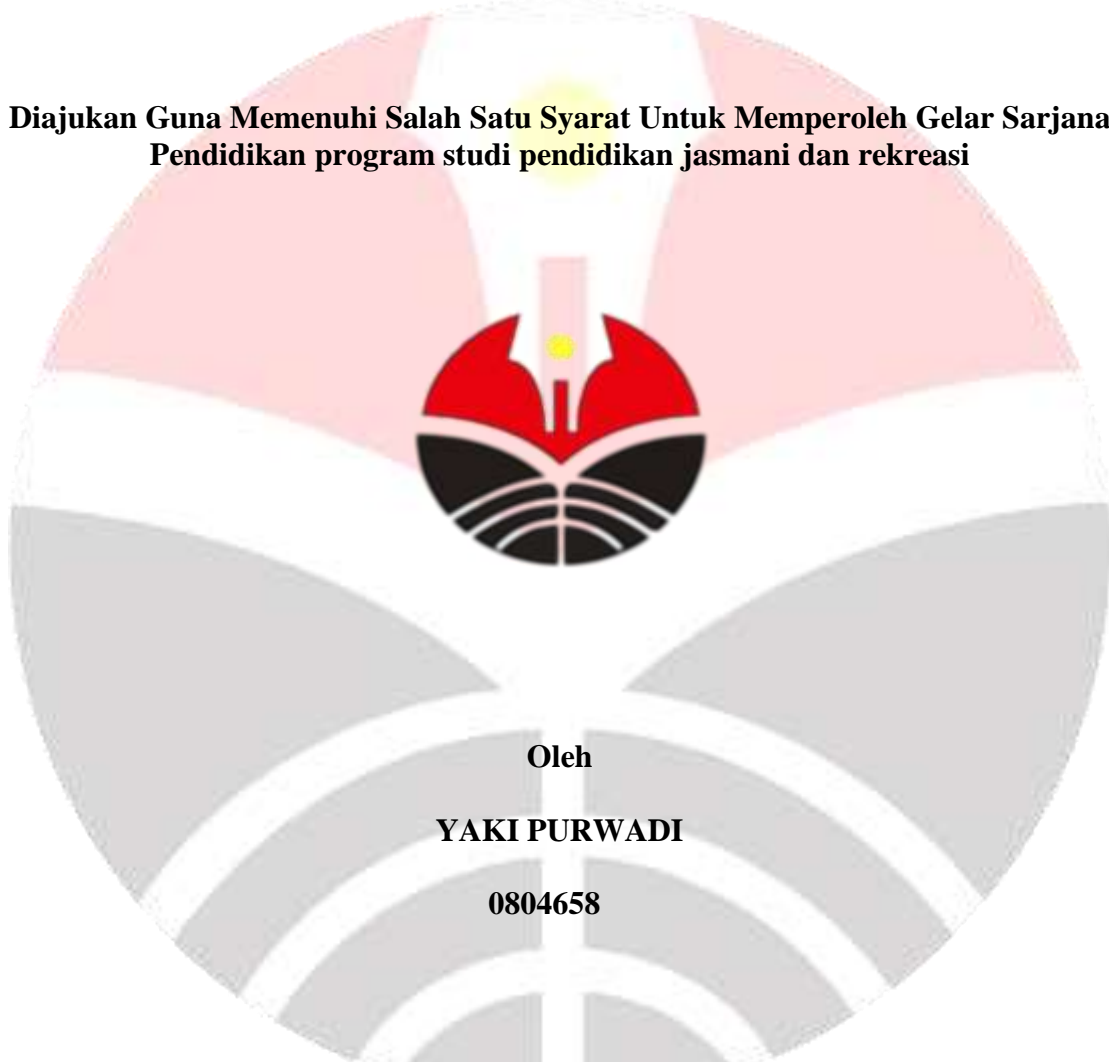 Diajukan Guna Memenuhi Salah Satu Syarat Untuk Memperoleh Gelar Sarjana
Pendidikan program studi pendidikan jasmani dan rekreasi
Oleh
YAKI PURWADI
0804658